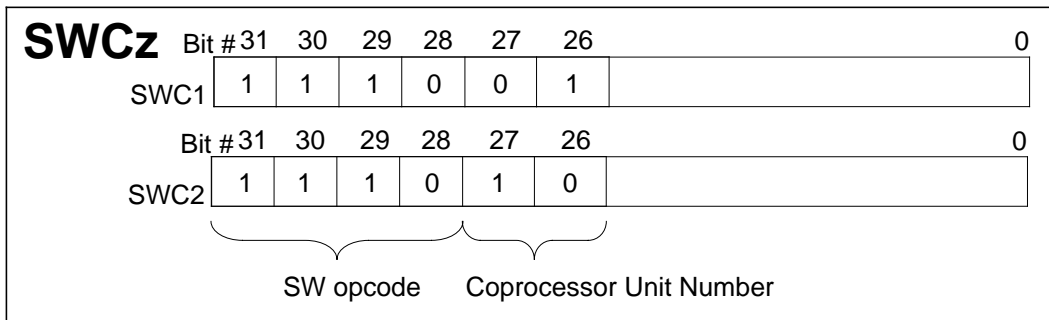 SWCz Bit # 31 30 29 28 27 26 0
SWC1 1 1 1 0 0 1
Bit # 31 30 29 28 27 26 0
SWC2 1 1 1 0 1 0
SW opcode Coprocessor Unit Number